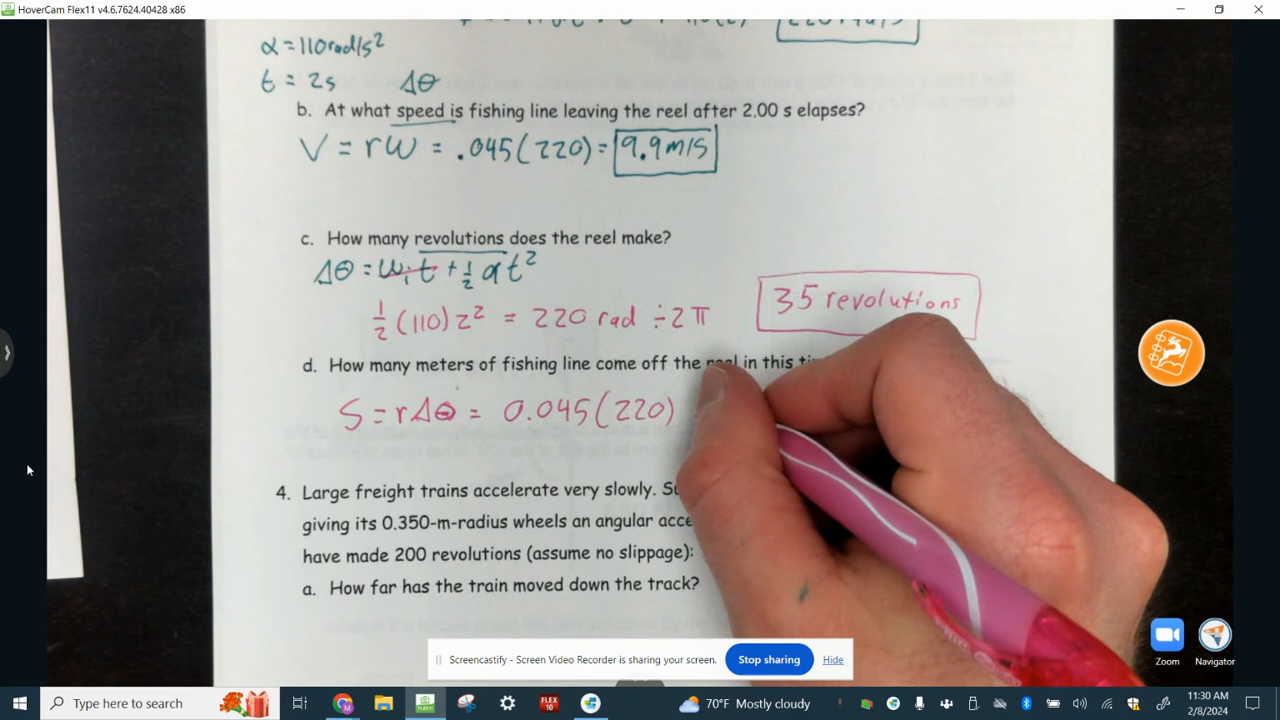 HoverCam Flex11 v4.6.7624.40428 x86
α = 110 rad/s²
t = 2s Δθ
b. At what speed is fishing line leaving the reel after 2.00 s elapses?
V = rω = .045(220) = 9.9m/s
c. How many revolutions does the reel make?
Δθ = ωᵢt + ½αt²
½(110)2² = 220 rad ÷2π
35 revolutions
d. How many meters of fishing line come off the reel in this
S = rΔθ = 0.045(220)
4. Large freight trains accelerate very slowly.
giving its 0.350-m-radius wheels an angular
have made 200 revolutions (assume no slippage):
a. How far has the train moved down the track?
Screencastify - Screen Video Recorder is sharing your screen. Stop sharing Hide
Zoom Navigator
Type here to search
FLEX 10
70°F Mostly cloudy
11:30 AM
2/8/2024